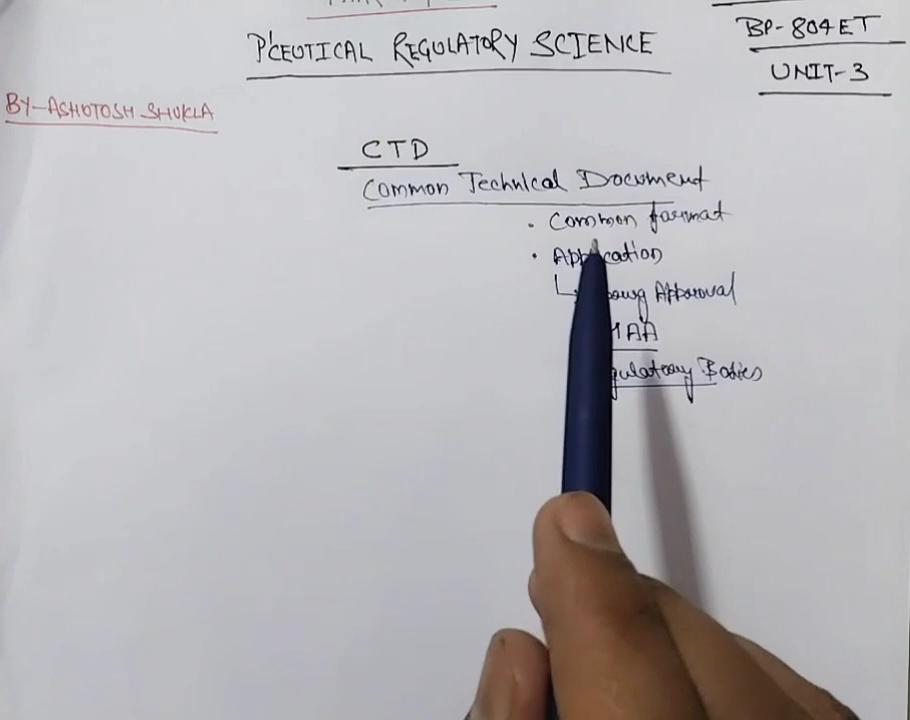 P'CEUTICAL REGULATORY SCIENCE
BP-804ET
UNIT-3
BY-ASHUTOSH SHUKLA
CTD
Common Technical Document
• Common format
• Application
Approval
Bodies